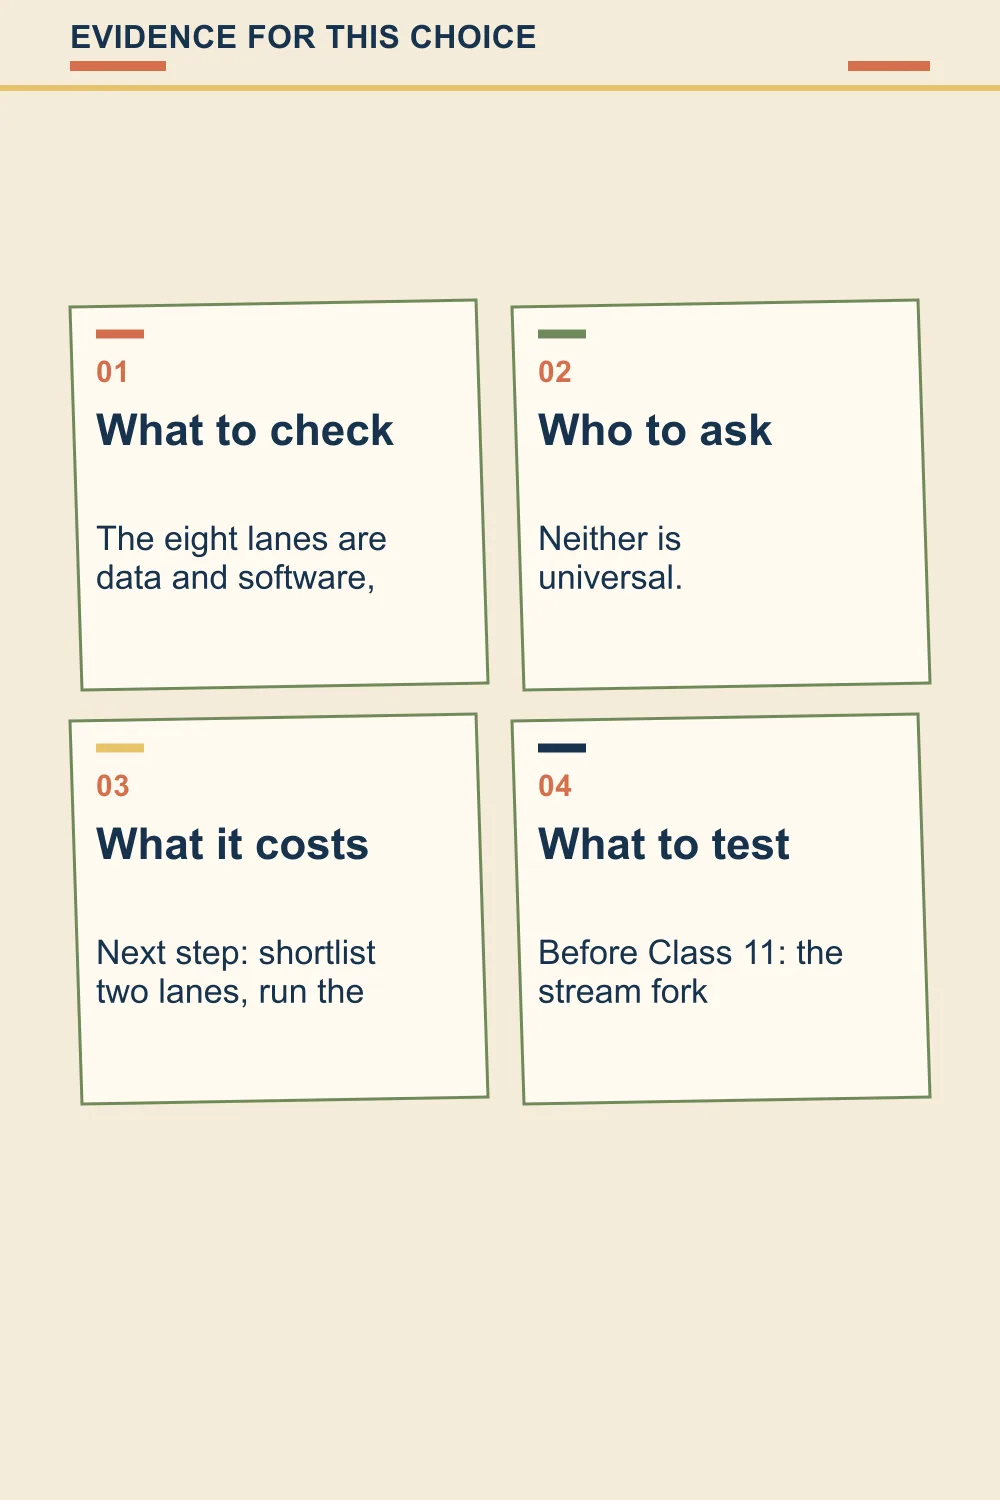 EVIDENCE FOR THIS CHOICE
01
What to check
The eight lanes are
data and software,
02
Who to ask
Neither is
universal.
03
What it costs
Next step: shortlist
two lanes, run the
04
What to test
Before Class 11: the
stream fork